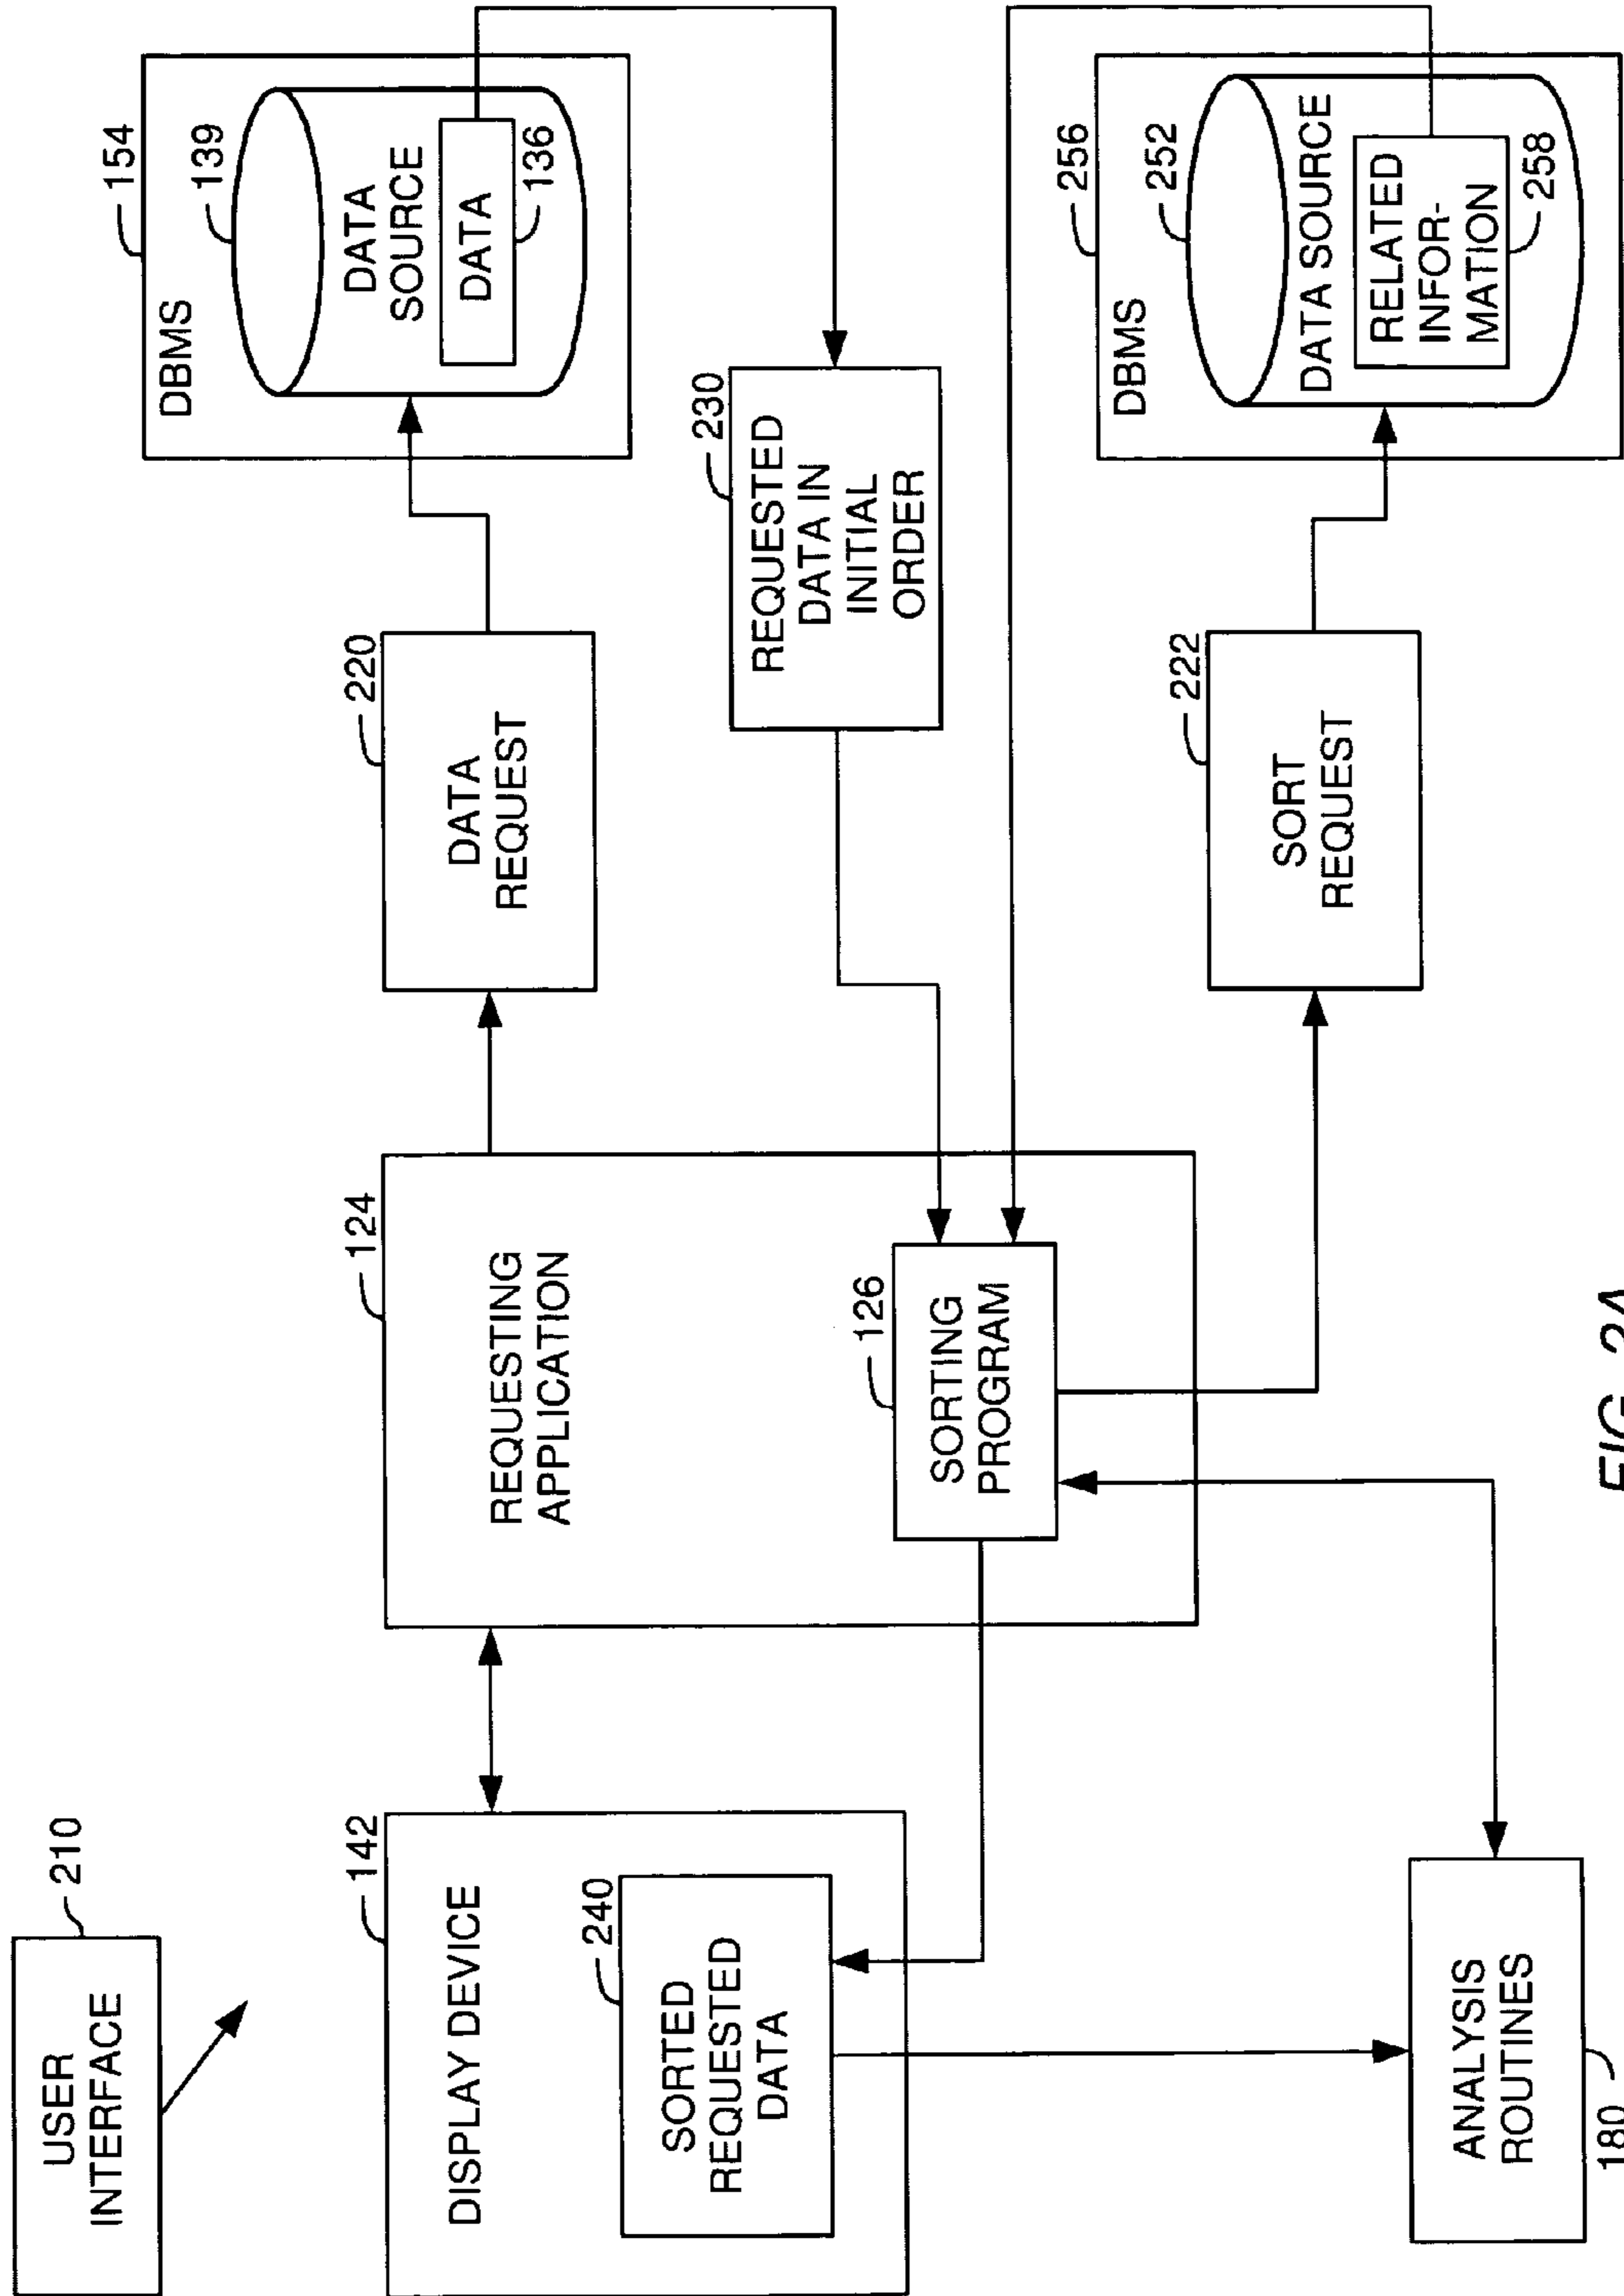 USER
INTERFACE
210
DISPLAY DEVICE
142
SORTED
REQUESTED
DATA
240
ANALYSIS
ROUTINES
180
REQUESTING
APPLICATION
124
SORTING
PROGRAM
126
DATA
REQUEST
220
REQUESTED
DATA IN
INITIAL
ORDER
230
SORT
REQUEST
222
DBMS
154
139
DATA
SOURCE
DATA
136
DBMS
256
252
DATA SOURCE
RELATED
INFOR-
MATION
258
FIG. 2A